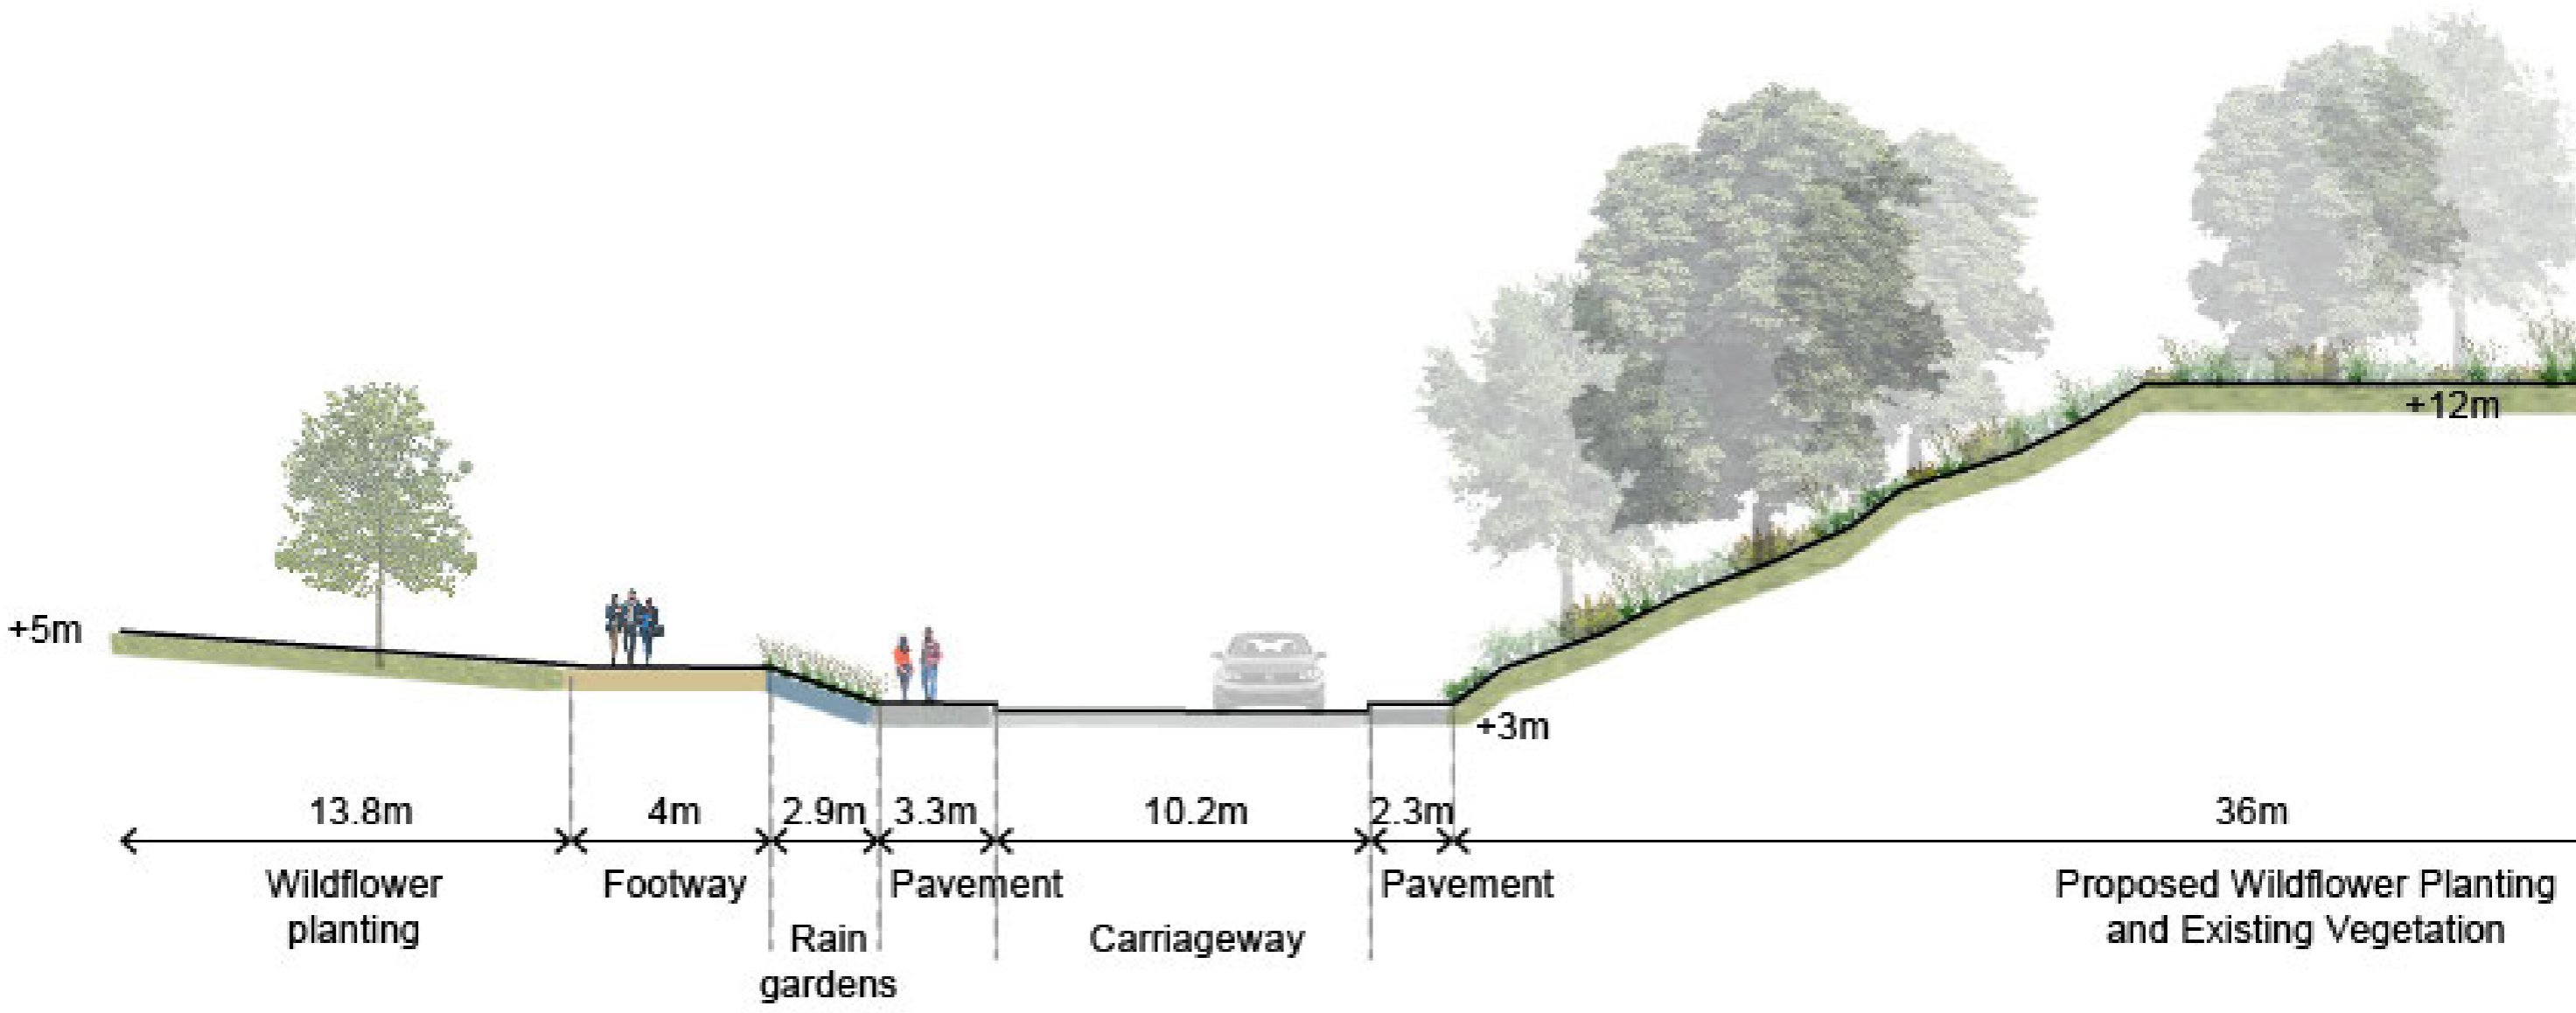 +12m
+5m
+3m
13.8m
4m
2.9m
3.3m
10.2m
2.3m
36m
Wildflower
planting
Footway
Rain
gardens
Pavement
Carriageway
Pavement
Proposed Wildflower Planting
and Existing Vegetation